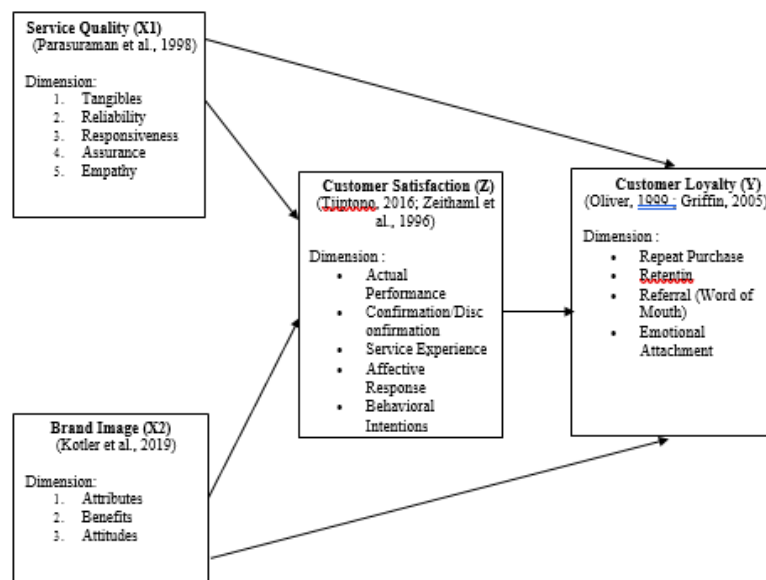 Service Quality (X1)
(Parasuraman et al., 1998)
Dimension:
1. Tangibles
2. Reliability
3. Responsiveness
4. Assurance
5. Empathy
Customer Satisfaction (Z)
(Tjiptono, 2016; Zeithaml et
al., 1996)
Dimension :
• Actual
Performance
• Confirmation/Disc
onfirmation
• Service Experience
• Affective
Response
• Behavioral
Intentions
Customer Loyalty (Y)
(Oliver, 1999 ; Griffin, 2005)
Dimension :
• Repeat Purchase
• Retentin
• Referral (Word of
Mouth)
• Emotional
Attachment
Brand Image (X2)
(Kotler et al., 2019)
Dimension:
1. Attributes
2. Benefits
3. Attitudes